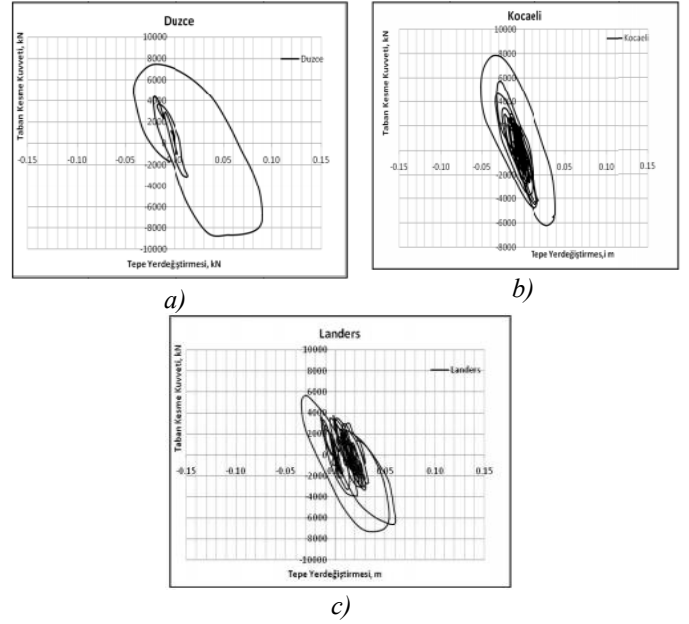 Duzce
Taban Kesme Kuvveti, kN
10000
8000
6000
4000
2000
0
-2000
-4000
-6000
-8000
-10000
-0.15 -0.10 -0.05 0.05 0.10 0.15
Duzce
Tepe Yerdeğştirmesi, kN
a)
Kocaeli
Taban Kesme Kuvveti, kN
10000
8000
6000
4000
-2000
-4000
-6000
-8000
-0.15 -0.10 -0.05 0.05 0.10 0.15
Kocaeli
Tepe Yerdeğştirmes,i m
b)
Landers
Taban Kesme Kuvveti, kN
10000
8000
6000
4000
2000
0
-2000
-4000
-6000
-8000
-10000
-0.15 -0.10 -0.05 0.05 0.10 0.15
Landers
Tepe Yerdeğiştirmesi, m
c)